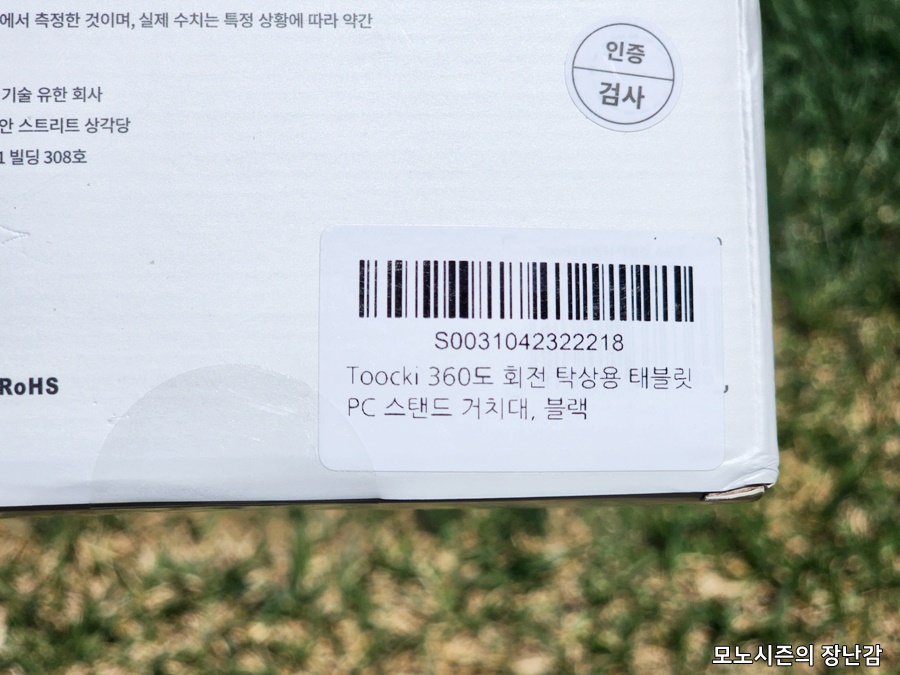 에서 측정한 것이며, 실제 수치는 특정 상황에 따라 약간
인증
검사
기술 유한 회사
안 스트리트 상각당
1 빌딩 308호
S0031042322218
RoHS
Toocki 360도 회전 탁상용 태블릿
PC 스탠드 거치대, 블랙
모노시즌의 장난감